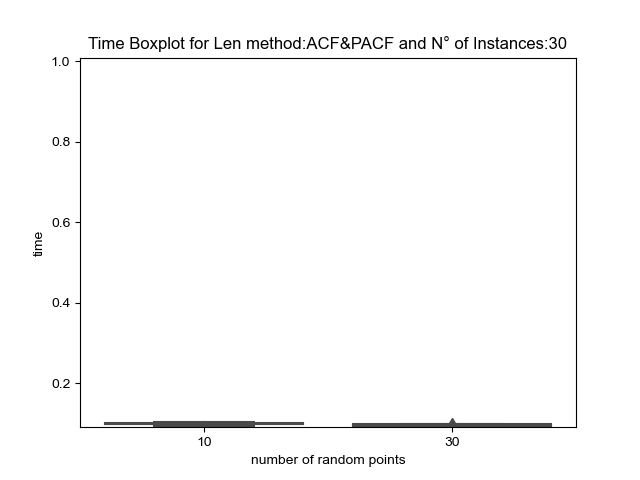 Time Boxplot for Len method:ACF&PACF and N° of Instances:30
1.0
0.8
0.6
0.4
0.2
time
10 30
number of random points